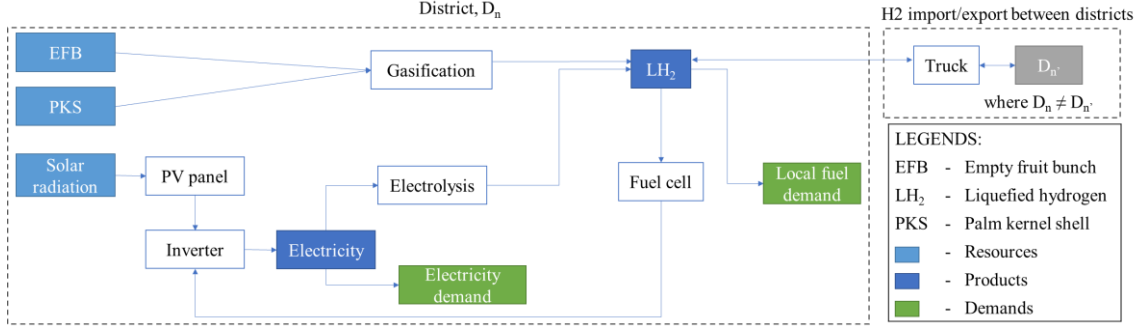 District, Dn
H2 import/export between districts
EFB
Gasification
LH2
Truck
Dn'
PKS
where Dn ≠ Dn'
Solar
radiation
PV panel
Electrolysis
Fuel cell
Local fuel
demand
Inverter
Electricity
Electricity
demand
LEGENDS:
EFB - Empty fruit bunch
LH2 - Liquefied hydrogen
PKS - Palm kernel shell
- Resources
- Products
- Demands